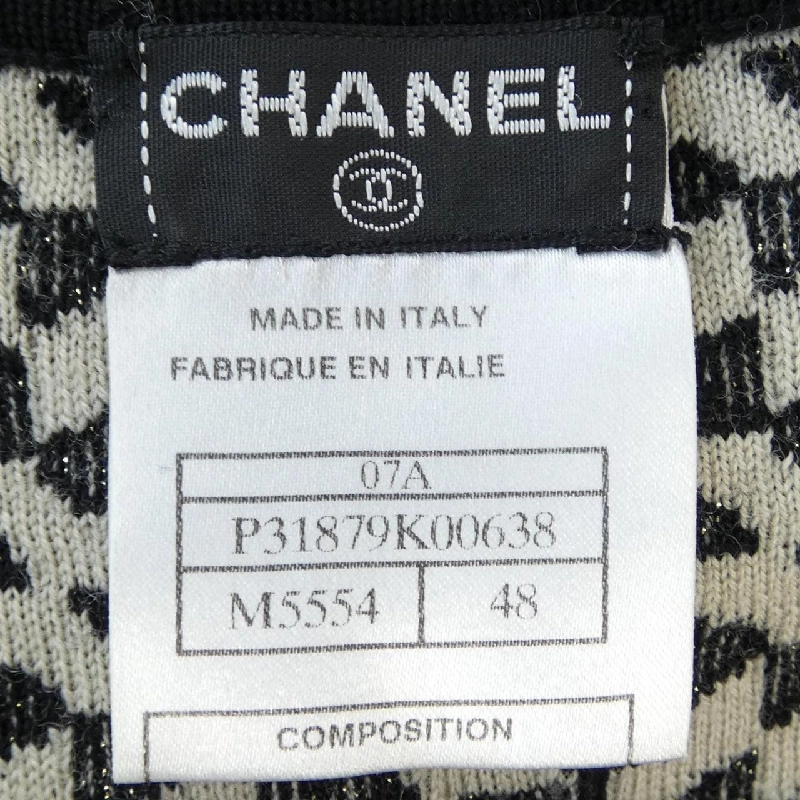 CHANEL
MADE IN ITALY
FABRIQUE EN ITALIE
07A
P31879K00638
M5554 48
COMPOSITION